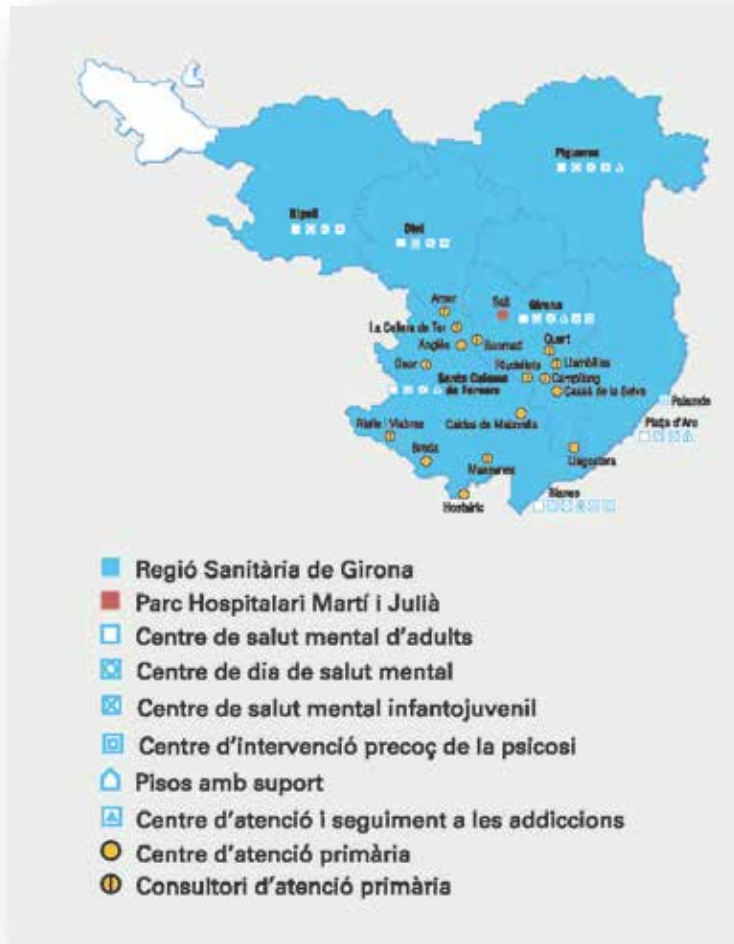 Figueres
Ripoll
Olot
Amer
Salt
Girona
La Cellera de Ter
Anglès
Bonmatí
Quart
Osor
Riudellots
Llambilles
Santa Coloma
de Farners
Campllong
Cassà de la Selva
Palamós
Platja d'Aro
Riells i Viabrea
Caldes de Malavella
Breda
Maçanet
Llagostera
Hostalric
Blanes
Regió Sanitària de Girona
Parc Hospitalari Martí i Julià
Centre de salut mental d'adults
Centre de dia de salut mental
Centre de salut mental infantojuvenil
Centre d'intervenció precoç de la psicosi
Pisos amb suport
Centre d'atenció i seguiment a les addiccions
Centre d'atenció primària
Consultori d'atenció primària